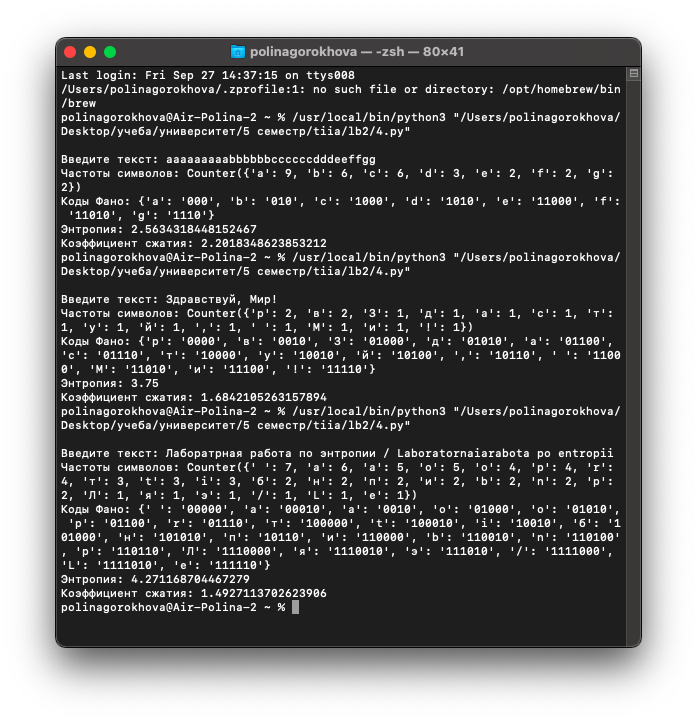 polinagorokhova — -zsh — 80×41
Last login: Fri Sep 27 14:37:15 on ttys008
/Users/polinagorokhova/.zprofile:1: no such file or directory: /opt/homebrew/bin
/brew
polinagorokhova@Air-Polina-2 ~ % /usr/local/bin/python3 "/Users/polinagorokhova/
Desktop/учеба/университет/5 семестр/tiia/lb2/4.py"
Введите текст: aaaaaaaaabbbbbbccccccdddeeffgg
Частоты символов: Counter({'a': 9, 'b': 6, 'c': 6, 'd': 3, 'e': 2, 'f': 2, 'g':
2})
Коды Фано: {'a': '000', 'b': '010', 'c': '1000', 'd': '1010', 'e': '11000', 'f':
'11010', 'g': '1110'}
Энтропия: 2.5634318448152467
Коэффициент сжатия: 2.2018348623853212
polinagorokhova@Air-Polina-2 ~ % /usr/local/bin/python3 "/Users/polinagorokhova/
Desktop/учеба/университет/5 семестр/tiia/lb2/4.py"
Введите текст: Здравствуй, Мир!
Частоты символов: Counter({'р': 2, 'в': 2, 'З': 1, 'д': 1, 'а': 1, 'с': 1, 'т':
1, 'у': 1, 'й': 1, ',': 1, ' ': 1, 'М': 1, 'и': 1, '!': 1})
Коды Фано: {'р': '0000', 'в': '0010', 'З': '01000', 'д': '01010', 'а': '01100',
'с': '01110', 'т': '10000', 'у': '10010', 'й': '10100', ',': '10110', ' ': '1100
0', 'М': '11010', 'и': '11100', '!': '11110'}
Энтропия: 3.75
Коэффициент сжатия: 1.6842105263157894
polinagorokhova@Air-Polina-2 ~ % /usr/local/bin/python3 "/Users/polinagorokhova/
Desktop/учеба/университет/5 семестр/tiia/lb2/4.py"
Введите текст: Лаборатрная работа по энтропии / Laboratornaiarabota po entropii
Частоты символов: Counter({' ': 7, 'а': 6, 'a': 5, 'о': 5, 'o': 4, 'р': 4, 'r':
4, 'т': 3, 't': 3, 'i': 3, 'б': 2, 'н': 2, 'п': 2, 'и': 2, 'b': 2, 'n': 2, 'p':
2, 'Л': 1, 'я': 1, 'э': 1, '/': 1, 'L': 1, 'e': 1})
Коды Фано: {' ': '00000', 'а': '00010', 'a': '0010', 'о': '01000', 'o': '01010',
'р': '01100', 'r': '01110', 'т': '100000', 't': '100010', 'i': '10010', 'б': '1
01000', 'н': '101010', 'п': '10110', 'и': '110000', 'b': '110010', 'n': '110100'
, 'p': '110110', 'Л': '1110000', 'я': '1110010', 'э': '111010', '/': '1111000',
'L': '1111010', 'e': '111110'}
Энтропия: 4.271168704467279
Коэффициент сжатия: 1.4927113702623906
polinagorokhova@Air-Polina-2 ~ %